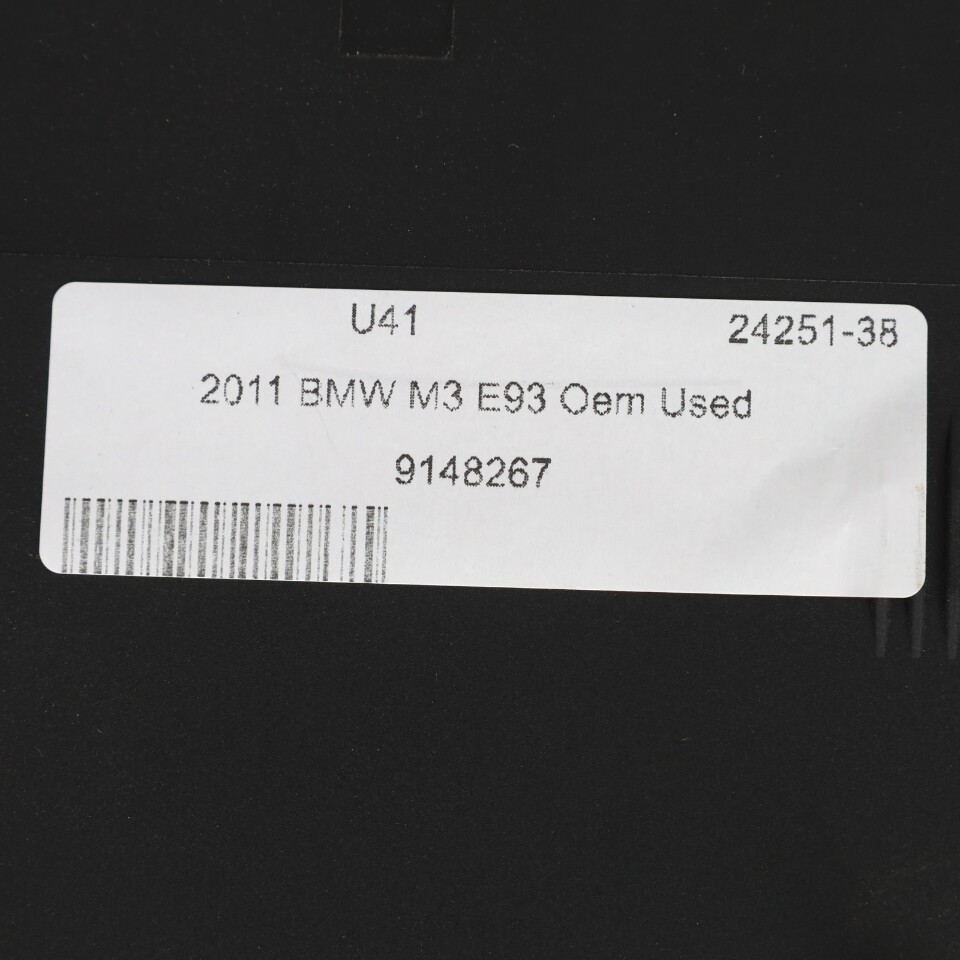 U41 24251-38
2011 BMW M3 E93 Oem Used
9148267